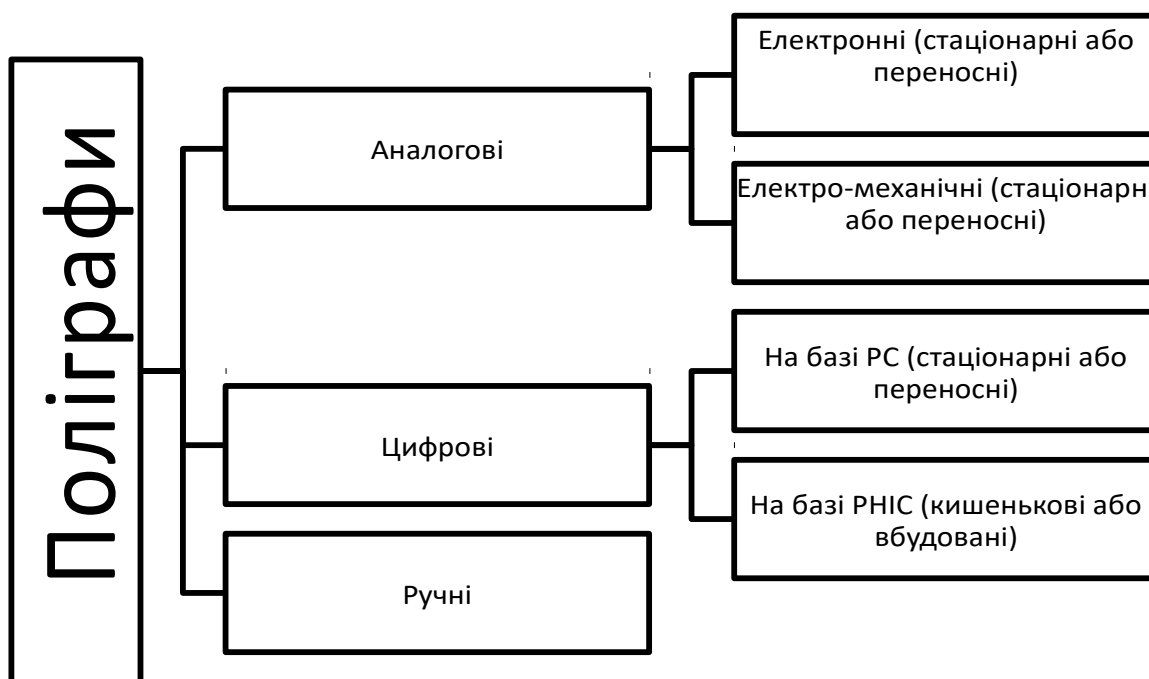 Поліграфи
Аналогові
Електронні (стаціонарні або
переносні)
Електро-механічні (стаціонарн
або переносні)
Цифрові
На базі PC (стаціонарні або
переносні)
На базі PHIC (кишенькові або
вбудовані)
Ручні